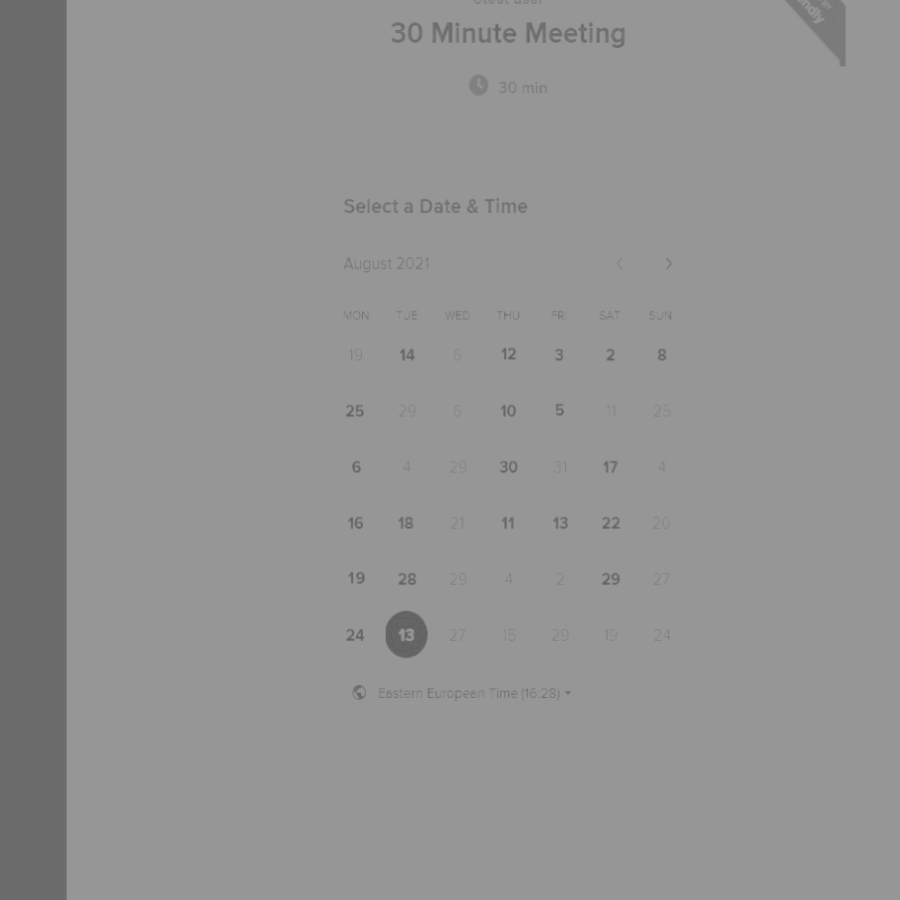 30 Minute Meeting
30 min
Select a Date & Time
August 2021
MON TUE WED THU FRI SAT SUN
19 14 6 12 3 2 8
25 29 6 10 5 11 25
6 4 29 30 31 17 4
16 18 21 11 13 22 20
19 28 29 4 2 29 27
24 13 27 15 29 19 24
Eastern European Time (16:28)